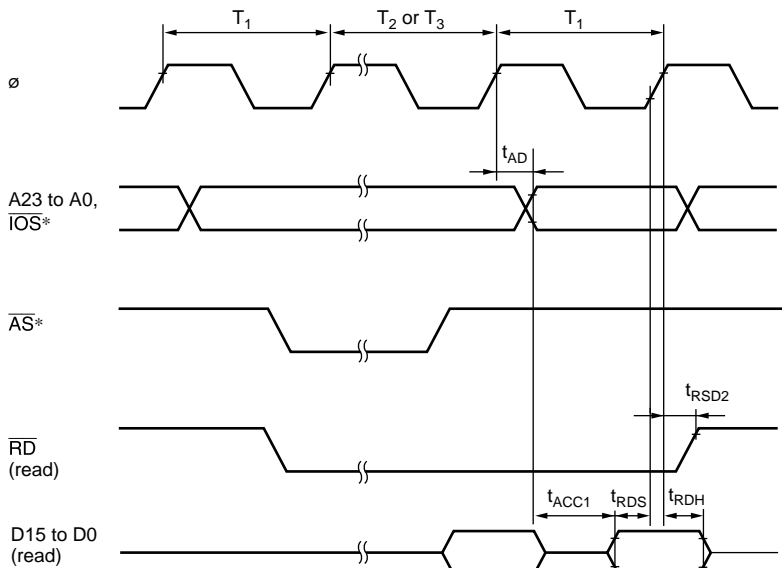 T1 T2 or T3 T1
ø
tAD
A23 to A0,
IOS*
AS*
tRSD2
RD
(read)
tACC1 tRDS tRDH
D15 to D0
(read)